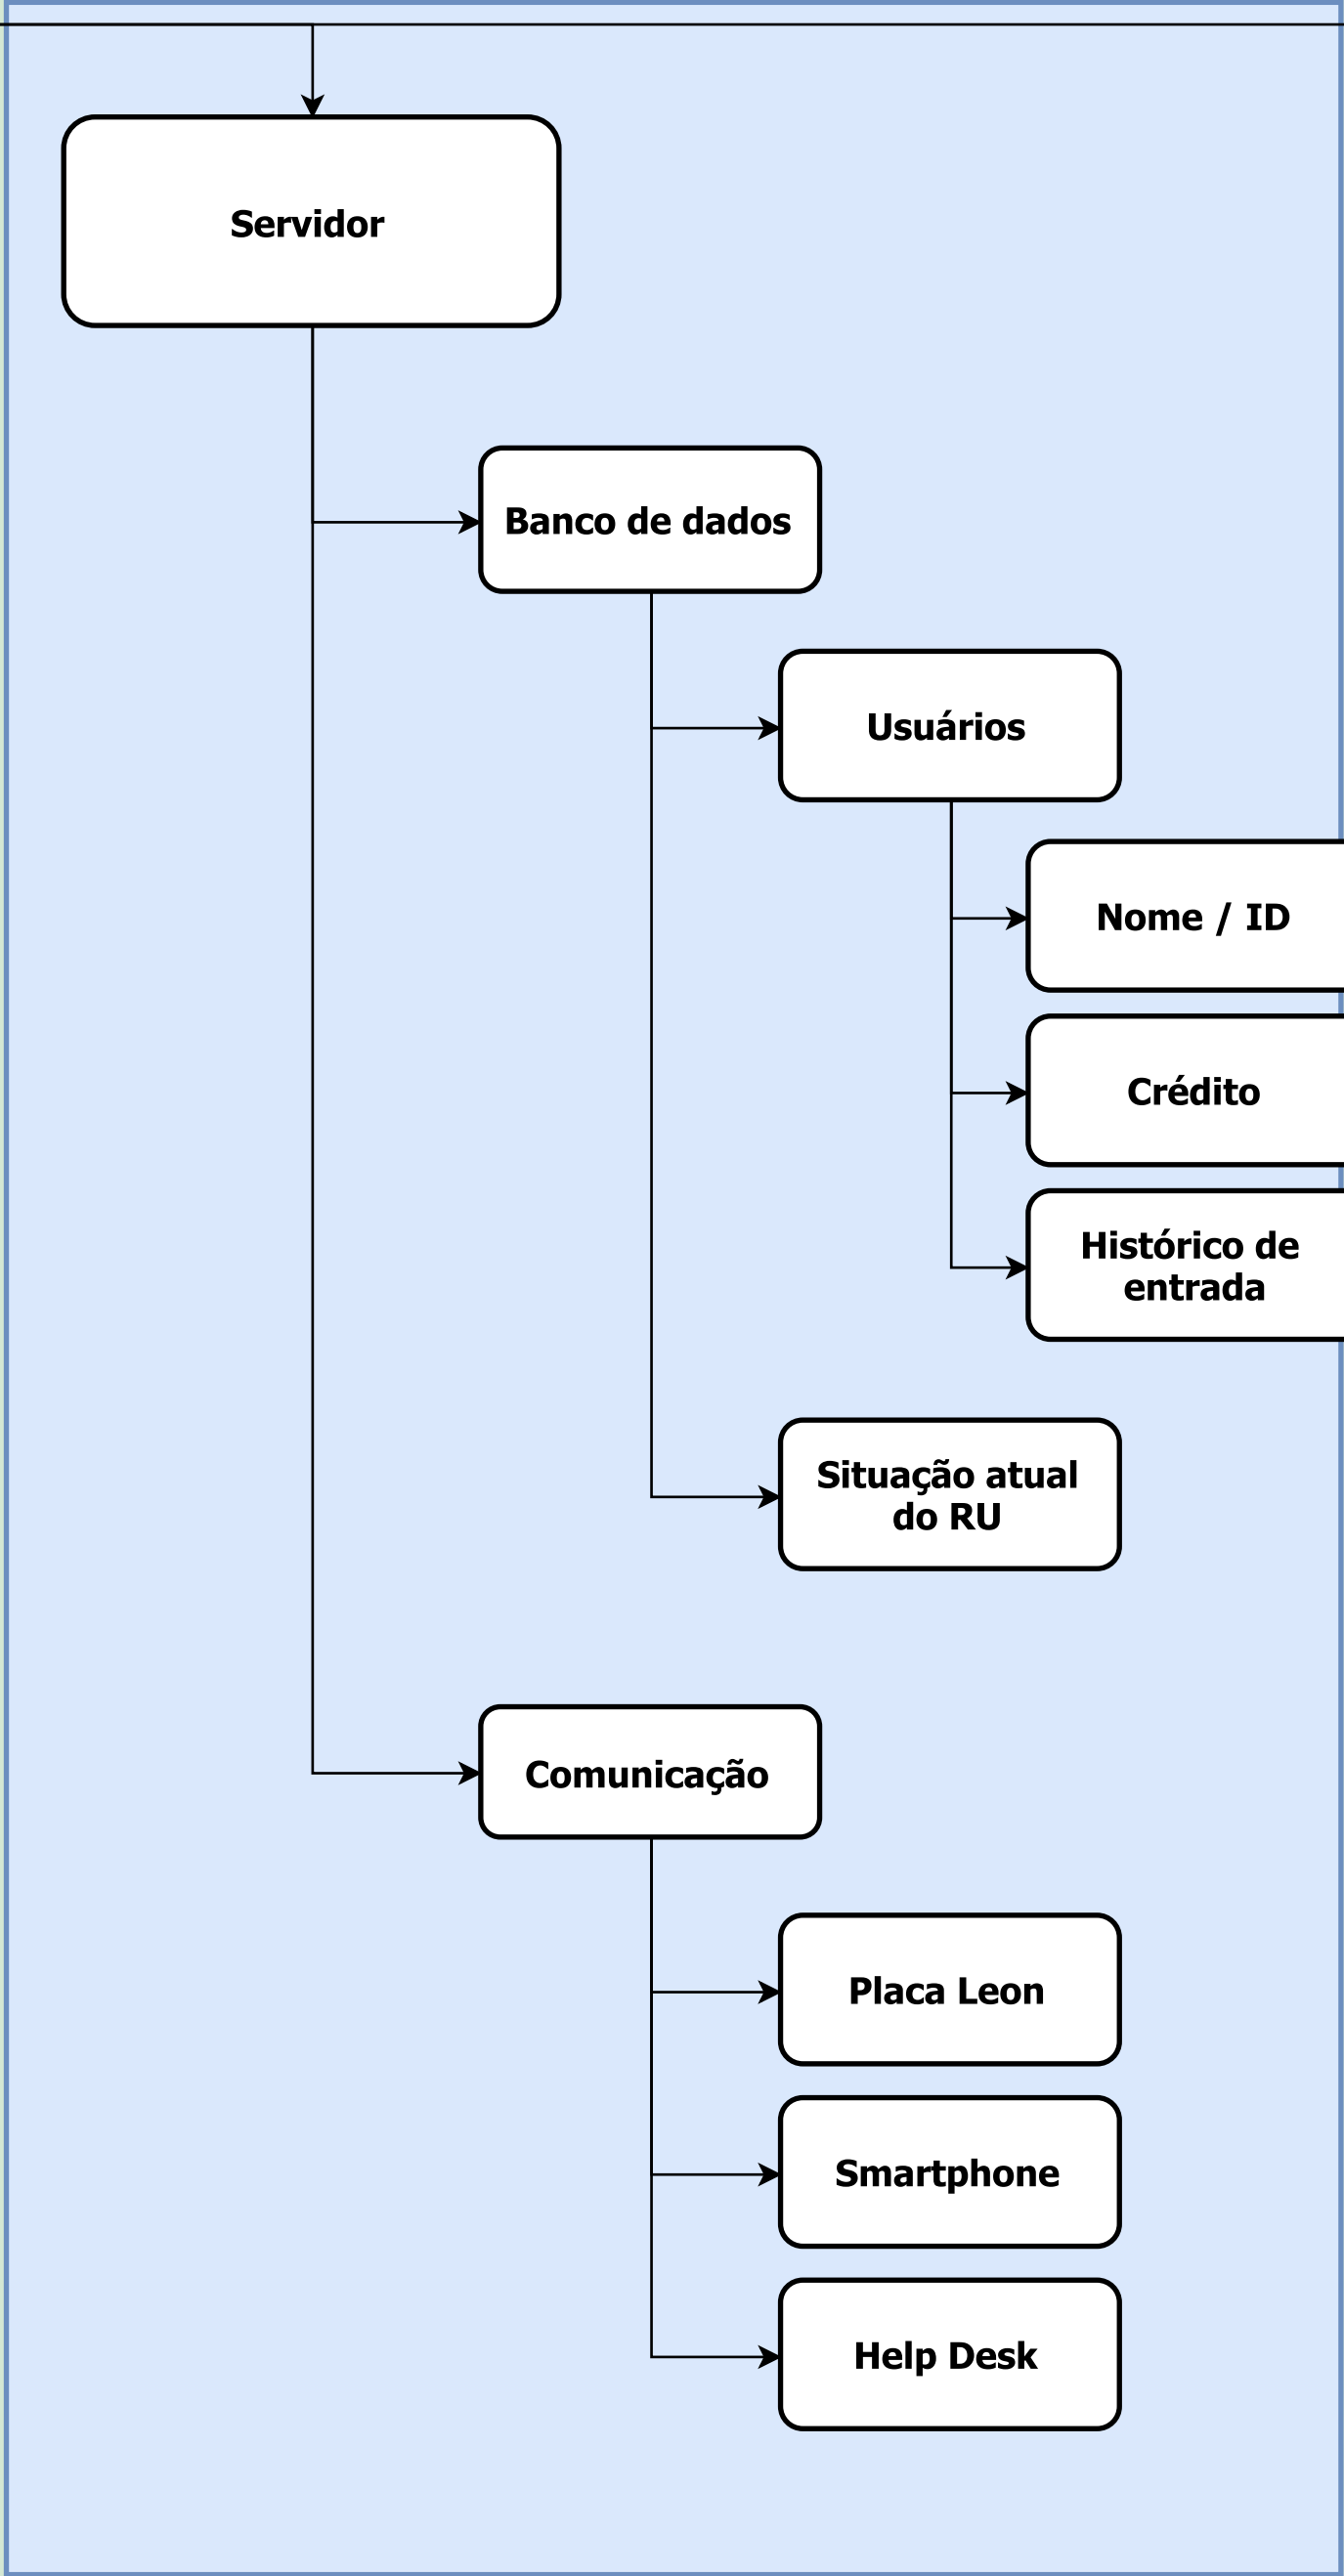 Servidor
Banco de dados
Usuários
Nome / ID
Crédito
Histórico de
entrada
Situação atual
do RU
Comunicação
Placa Leon
Smartphone
Help Desk